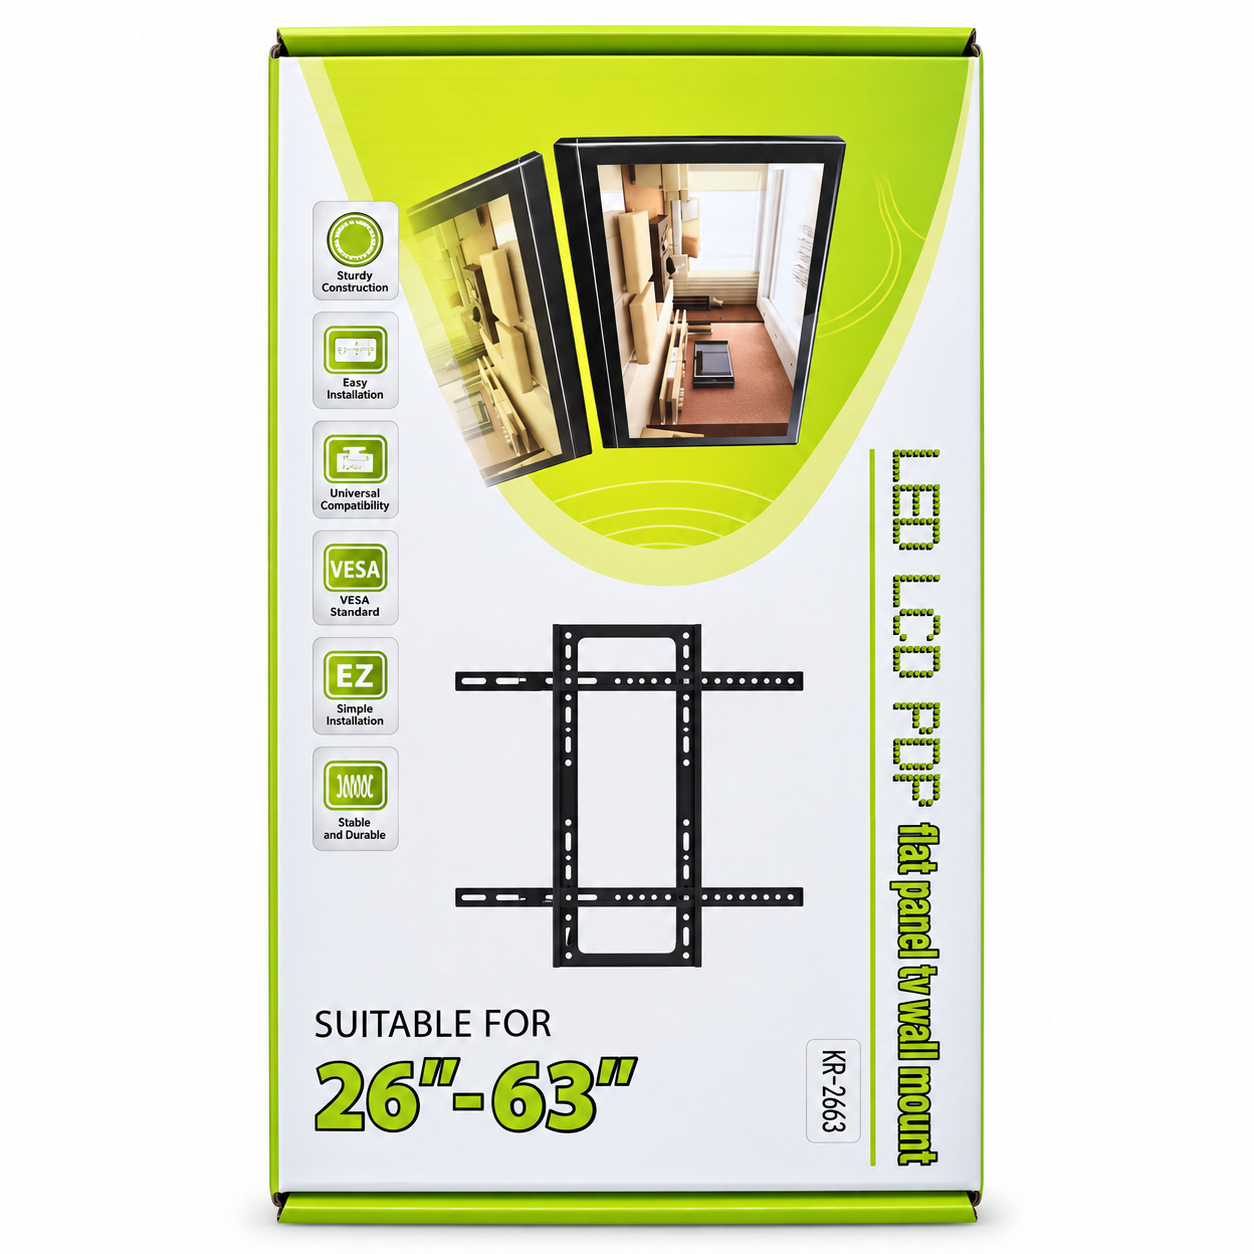 Sturdy
Construction
Easy
Installation
Universal
Compatibility
VESA
VESA
Standard
EZ
Simple
Installation
Stable
and Durable
LED LCD PDP flat panel tv wall mount
SUITABLE FOR
26"-63"
KR-2663